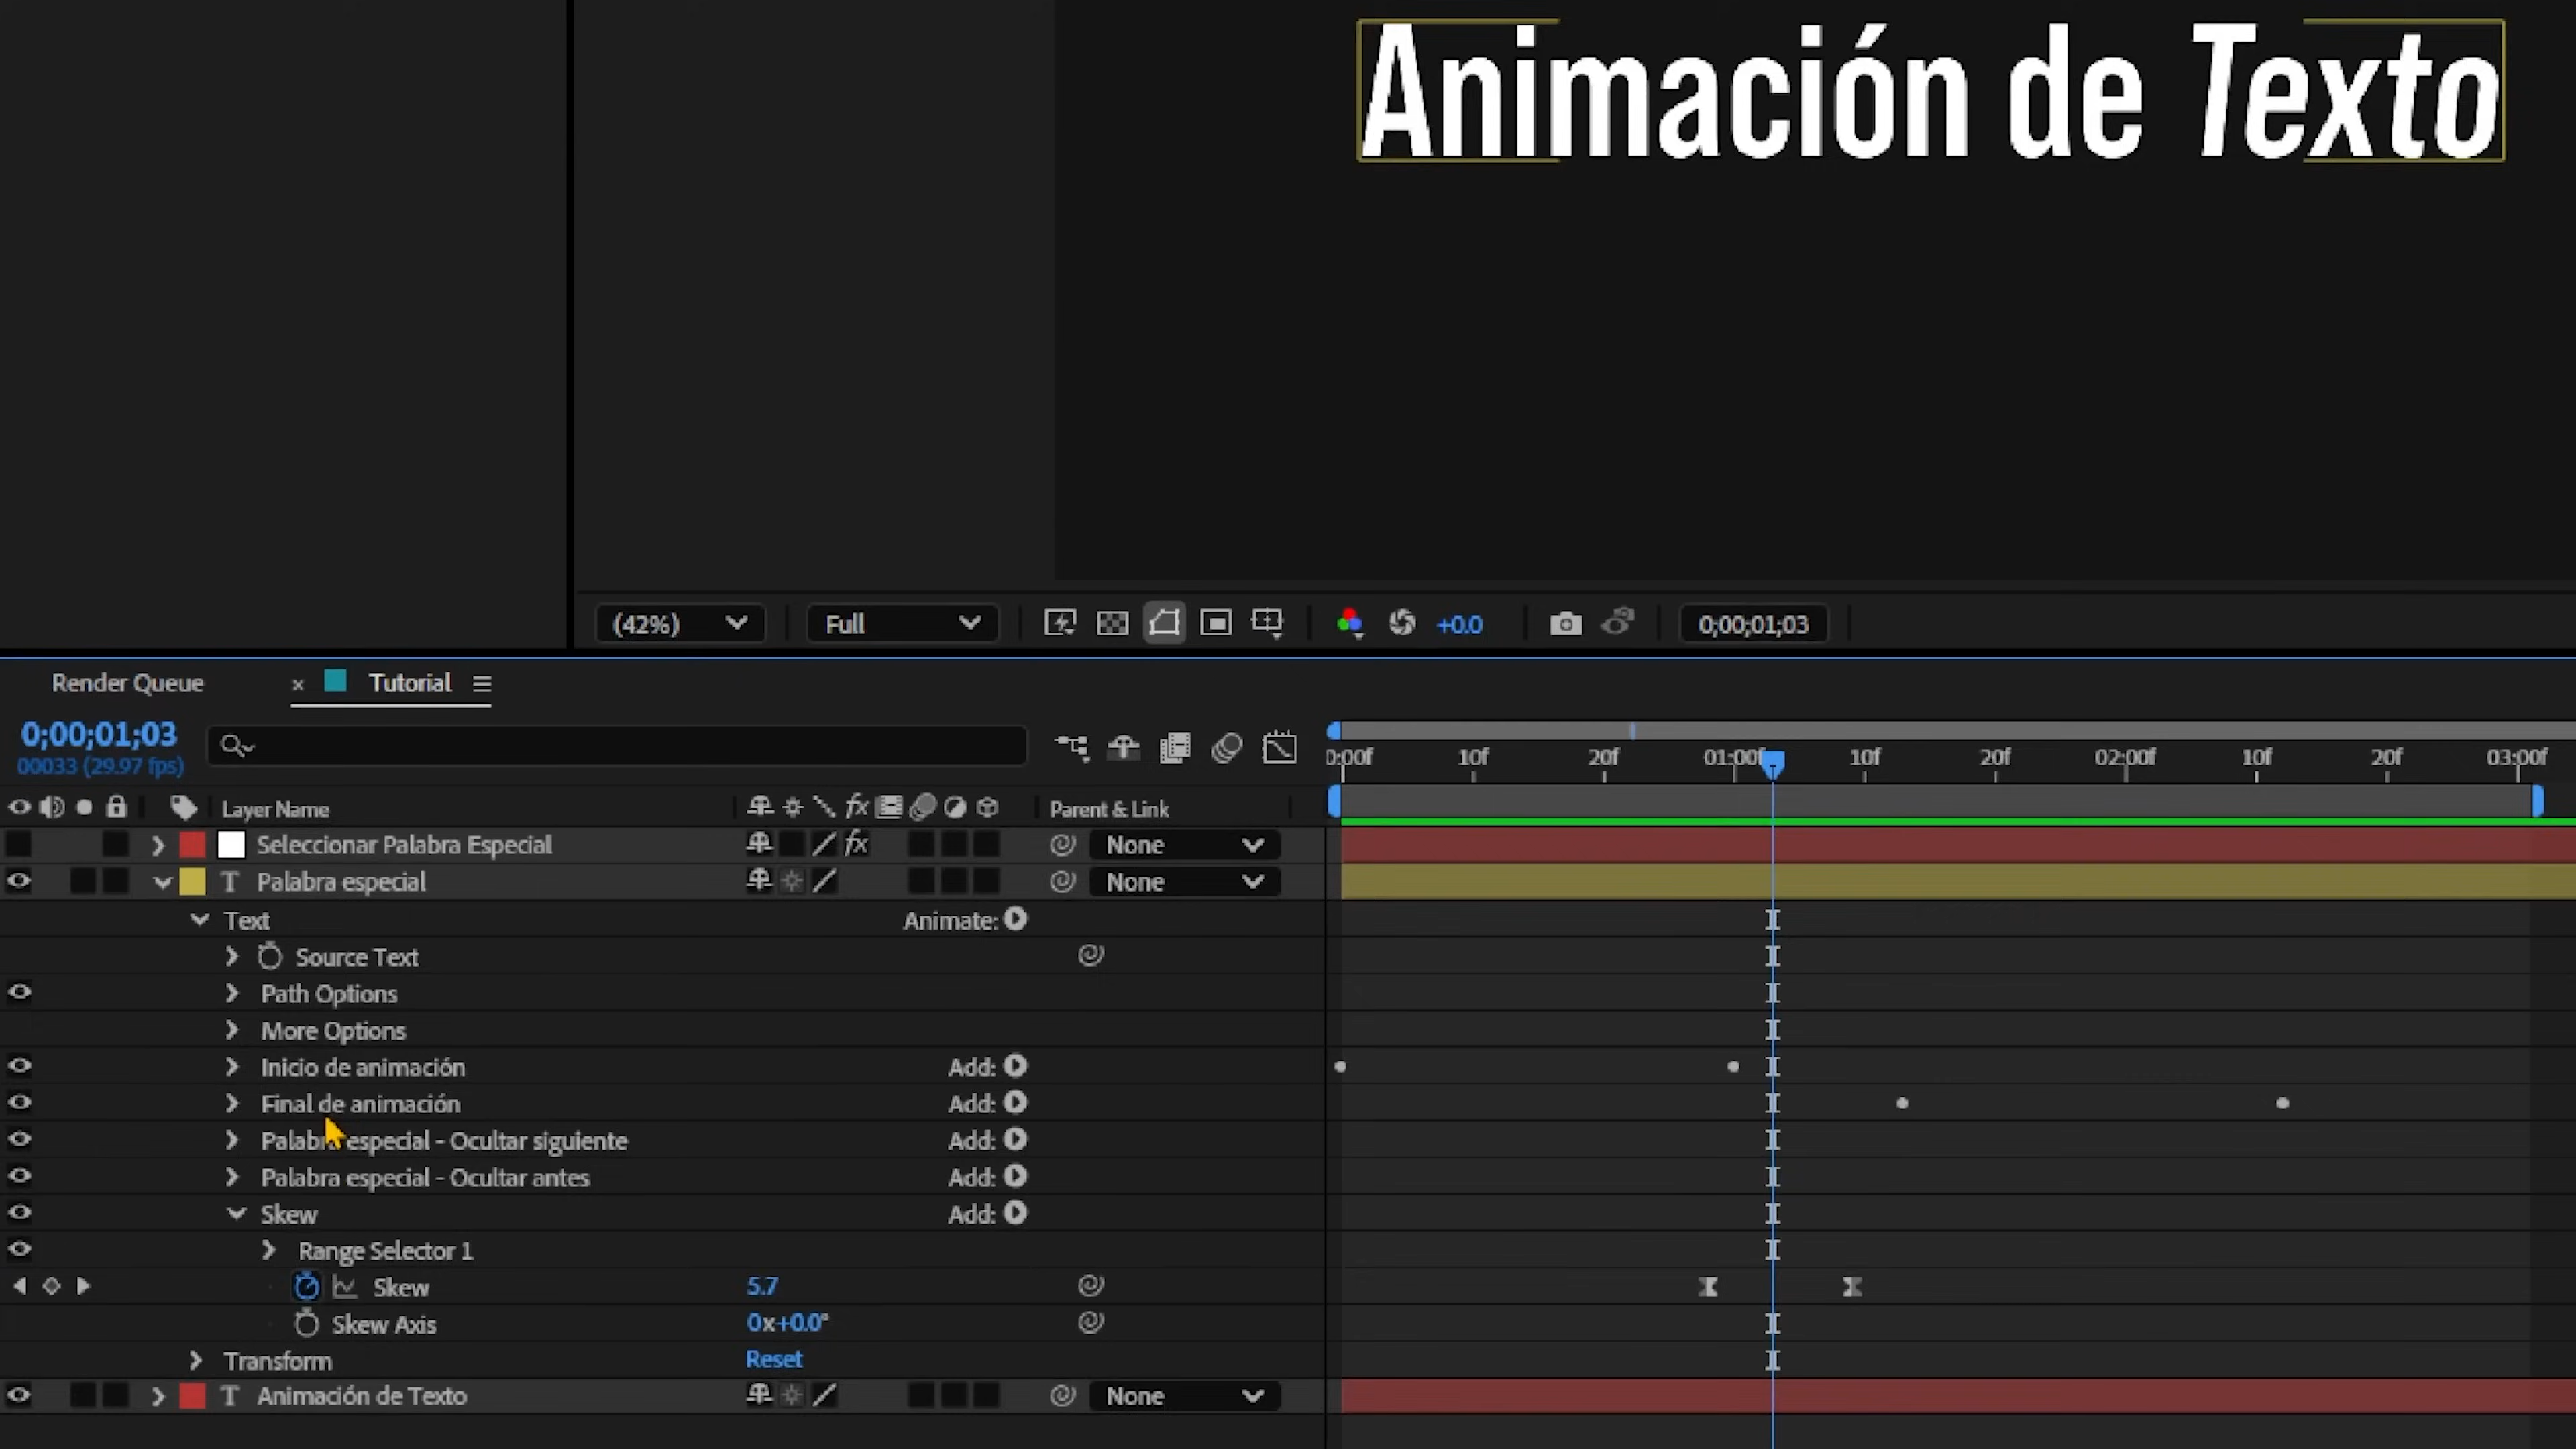 Animación de Texto
(42%) Full +0.0 0;00;01;03
Render Queue × Tutorial
0;00;01;03
00033 (29.97 fps)
0:00f 10f 20f 01:00f 10f 20f 02:00f 10f 20f 03:00f
Layer Name fx Parent & Link
Seleccionar Palabra Especial fx None
T Palabra especial None
Text Animate:
Source Text
Path Options
More Options
Inicio de animación Add:
Final de animación Add:
Palabra especial - Ocultar siguiente Add:
Palabra especial - Ocultar antes Add:
Skew Add:
Range Selector 1
Skew 5.7
Skew Axis 0x+0.0°
Transform Reset
T Animación de Texto None